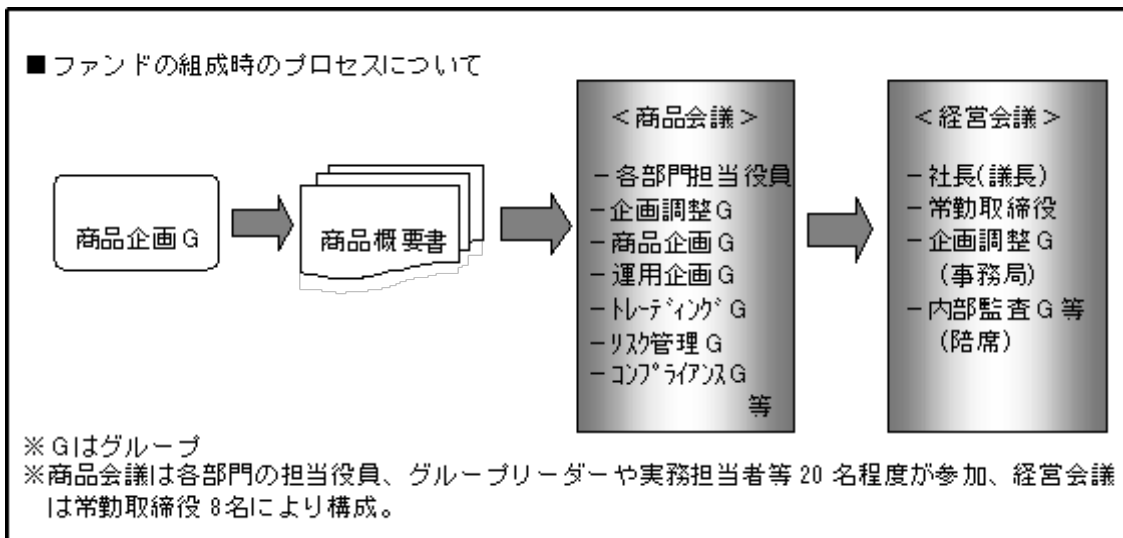 ■ファンドの組成時のプロセスについて
商品企画G
商品概要書
＜商品会議＞
－各部門担当役員
－企画調整G
－商品企画G
－運用企画G
－ﾄﾚｰﾃﾞｨﾝｸﾞG
－ﾘｽｸ管理G
－ｺﾝﾌﾟﾗｲｱﾝｽG
等
＜経営会議＞
－社長(議長)
－常勤取締役
－企画調整G
(事務局)
－内部監査G等
(陪席)
※Gはグループ
※商品会議は各部門の担当役員、グループリーダーや実務担当者等20名程度が参加、経営会議
は常勤取締役8名により構成。